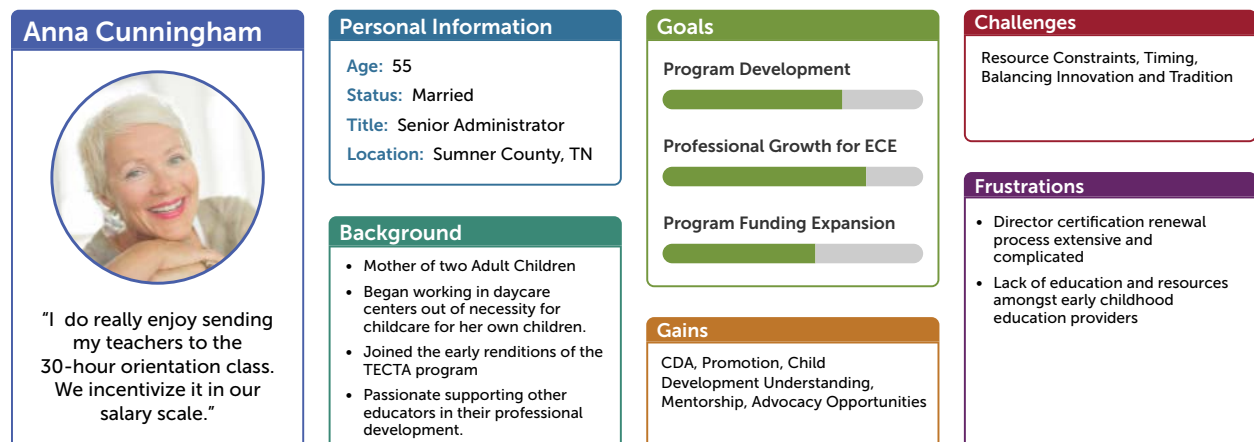 Anna Cunningham
"I do really enjoy sending
my teachers to the
30-hour orientation class.
We incentivize it in our
salary scale."
Personal Information
Age: 55
Status: Married
Title: Senior Administrator
Location: Sumner County, TN
Background
• Mother of two Adult Children
• Began working in daycare
centers out of necessity for
childcare for her own children.
• Joined the early renditions of the
TECTA program
• Passionate supporting other
educators in their professional
development.
Goals
Program Development
Professional Growth for ECE
Program Funding Expansion
Gains
CDA, Promotion, Child
Development Understanding,
Mentorship, Advocacy Opportunities
Challenges
Resource Constraints, Timing,
Balancing Innovation and Tradition
Frustrations
• Director certification renewal
process extensive and
complicated
• Lack of education and resources
amongst early childhood
education providers